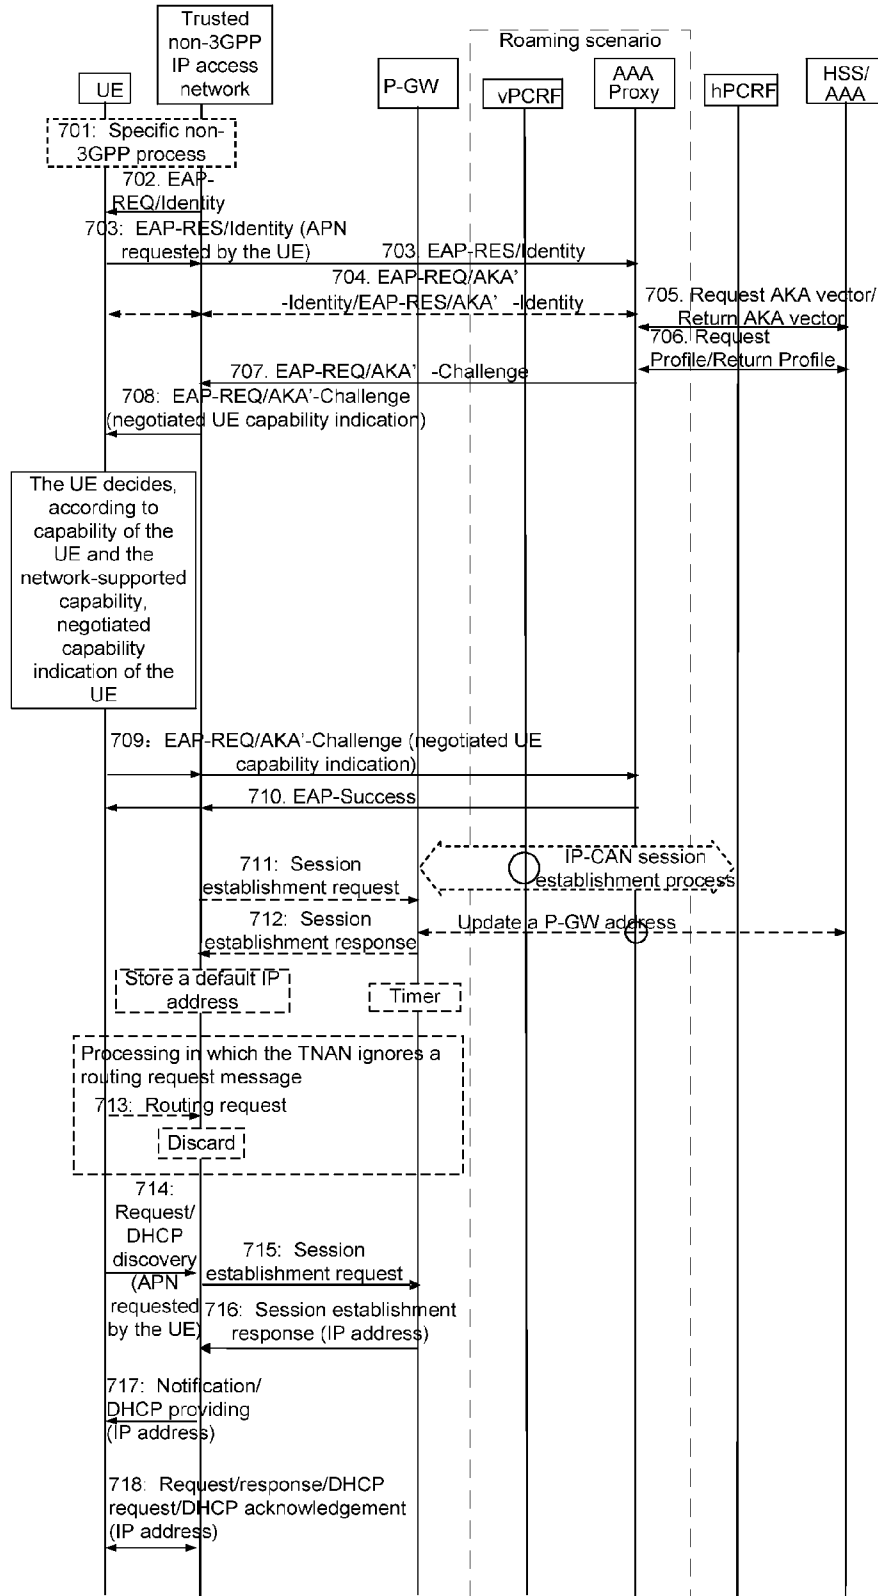 Trusted
non-3GPP
IP access
network
Roaming scenario
UE
P-GW
vPCRF
AAA
Proxy
hPCRF
HSS/
AAA
701: Specific non-
3GPP process
702. EAP-
REQ/Identity
703: EAP-RES/Identity (APN
requested by the UE)
703. EAP-RES/Identity
704. EAP-REQ/AKA'
-Identity/EAP-RES/AKA' -Identity
705. Request AKA vector/
Return AKA vector
706. Request
Profile/Return Profile
707. EAP-REQ/AKA' -Challenge
708: EAP-REQ/AKA'-Challenge
(negotiated UE capability indication)
The UE decides,
according to
capability of the
UE and the
network-supported
capability,
negotiated
capability
indication of the
UE
709: EAP-REQ/AKA'-Challenge (negotiated UE
capability indication)
710. EAP-Success
IP-CAN session
establishment process
711: Session
establishment request
712: Session
establishment response
Update a P-GW address
Store a default IP
address
Timer
Processing in which the TNAN ignores a
routing request message
713: Routing request
Discard
714:
Request/
DHCP
discovery
(APN
requested
by the UE)
715: Session
establishment request
716: Session establishment
response (IP address)
717: Notification/
DHCP providing
(IP address)
718: Request/response/DHCP
request/DHCP acknowledgement
(IP address)